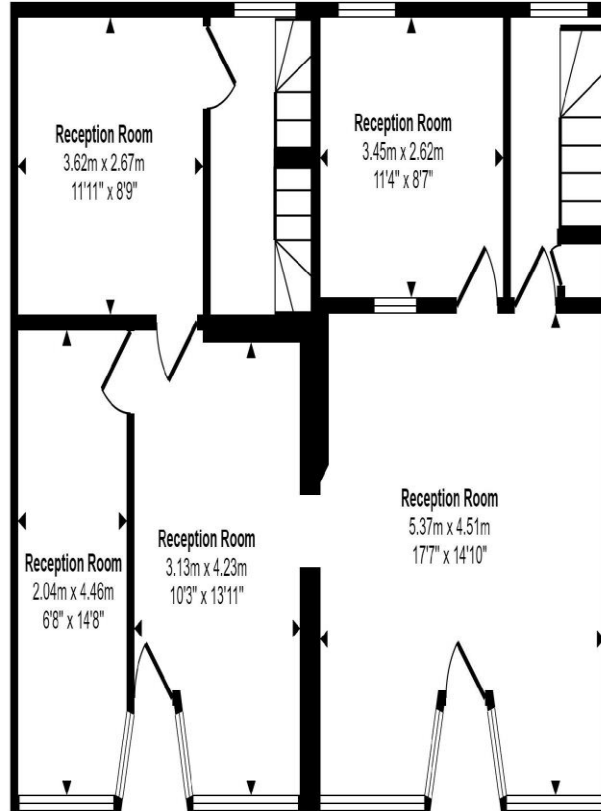 Reception Room
3.62m x 2.67m
11'11" x 8'9"
Reception Room
3.45m x 2.62m
11'4" x 8'7"
Reception Room
2.04m x 4.46m
6'8" x 14'8"
Reception Room
3.13m x 4.23m
10'3" x 13'11"
Reception Room
5.37m x 4.51m
17'7" x 14'10"